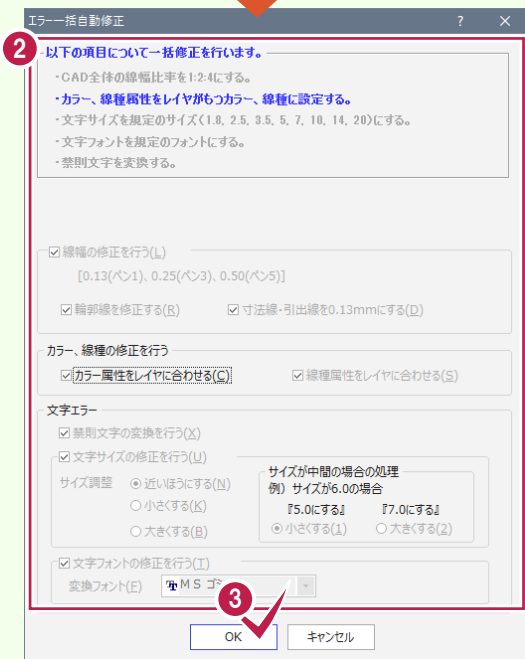 エラー一括自動修正 ? ×
2
以下の項目について一括修正を行います。
・CAD全体の線幅比率を1:2:4にする。
・カラー、線種属性をレイヤがもつカラー、線種に設定する。
・文字サイズを規定のサイズ(1.8, 2.5, 3.5, 5, 7, 10, 14, 20)にする。
・文字フォントを規定のフォントにする。
・禁則文字を変換する。
線幅の修正を行う(L)
[0.13(ペン1)、0.25(ペン3)、0.50(ペン5)]
輪郭線を修正する(R) 寸法線・引出線を0.13mmにする(D)
カラー、線種の修正を行う
カラー属性をレイヤに合わせる(C) 線種属性をレイヤに合わせる(S)
文字エラー
禁則文字の変換を行う(X)
文字サイズの修正を行う(U)
サイズ調整 近いほうにする(N)
小さくする(K)
大きくする(B)
サイズが中間の場合の処理
例) サイズが6.0の場合
『5.0にする』 『7.0にする』
小さくする(1) 大きくする(2)
文字フォントの修正を行う(T)
変換フォント(F) MS ゴシ
3
OK キャンセル